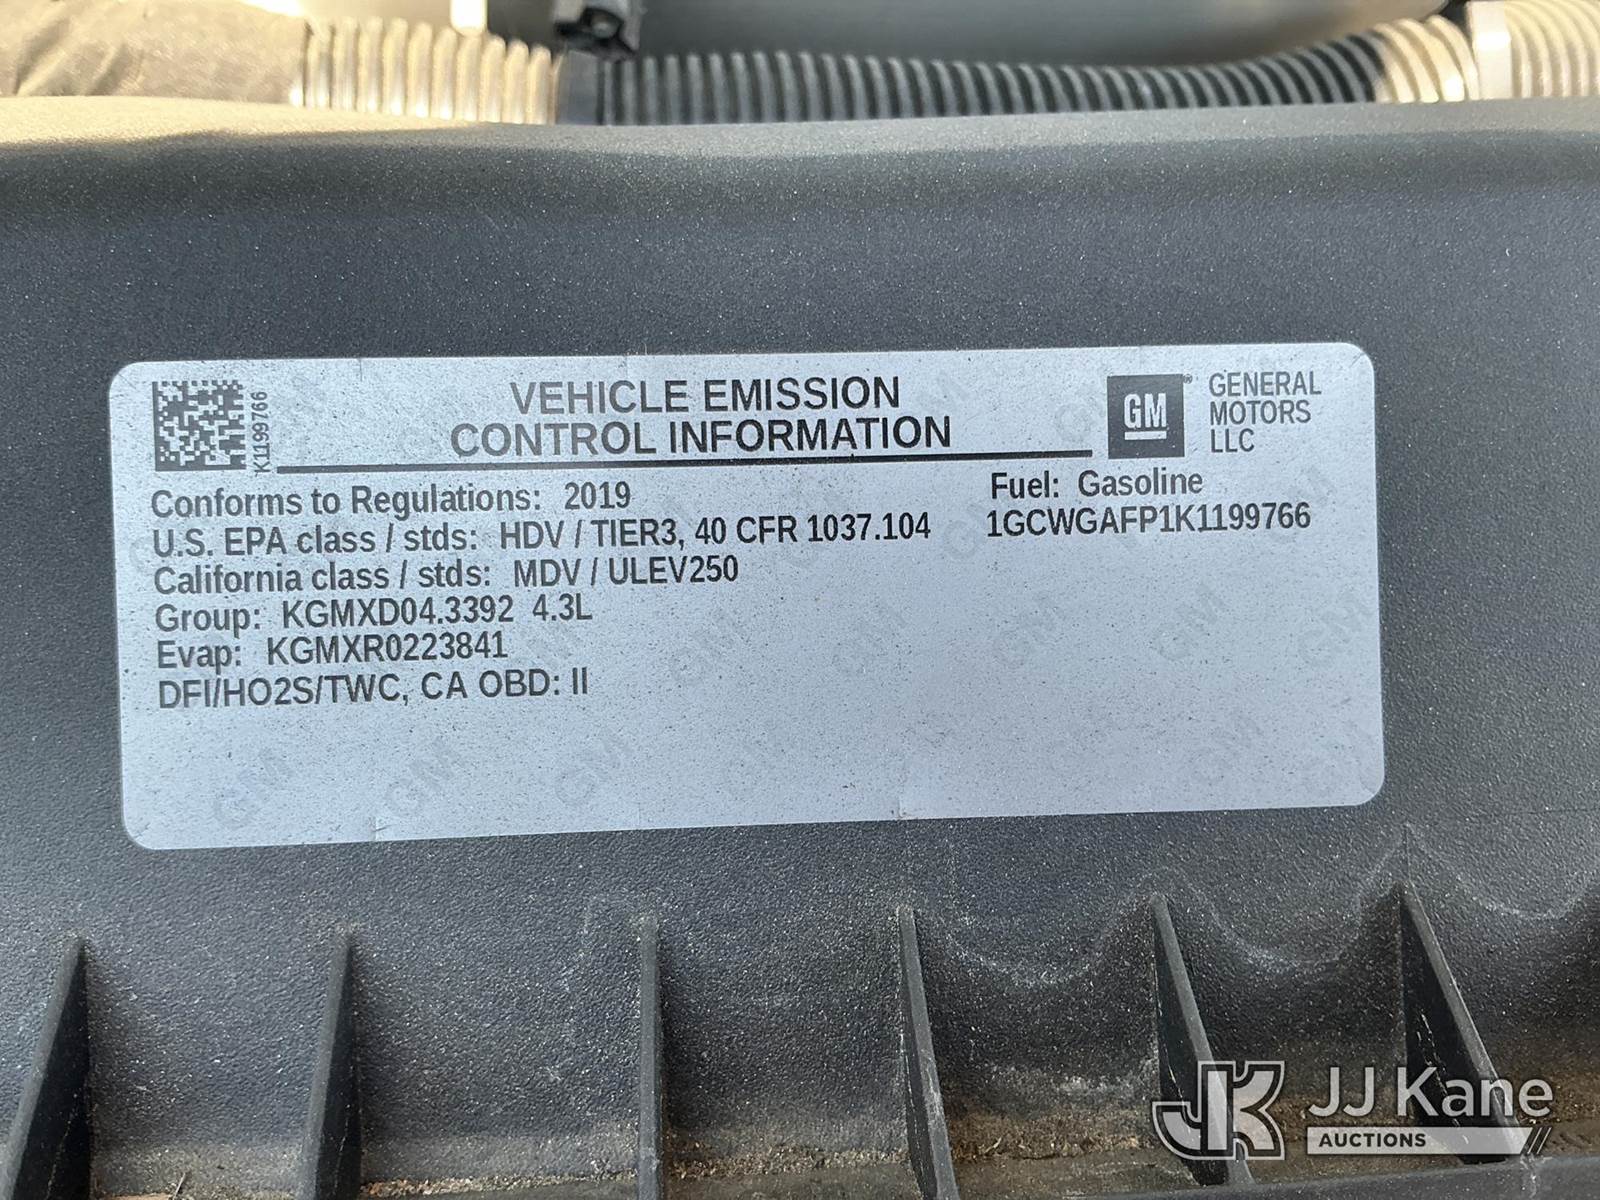 VEHICLE EMISSION
CONTROL INFORMATION
K1199766
GM
GENERAL
MOTORS
LLC
Conforms to Regulations: 2019
Fuel: Gasoline
U.S. EPA class / stds: HDV / TIER3, 40 CFR 1037.104
1GCWGAFP1K1199766
California class / stds: MDV / ULEV250
Group: KGMXD04.3392 4.3L
Evap: KGMXR0223841
DFI/HO2S/TWC, CA OBD: II
JK
JJ Kane
AUCTIONS